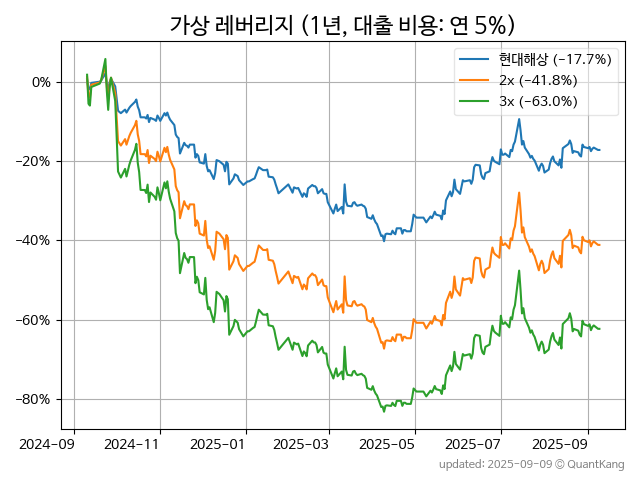 가상 레버리지 (1년, 대출 비용: 연 5%)
현대해상 (−17.7%)
2x (−41.8%)
3x (−63.0%)
0%
−20%
−40%
−60%
−80%
2024−09 2024−11 2025−01 2025−03 2025−05 2025−07 2025−09
updated: 2025-09-09 © QuantKang